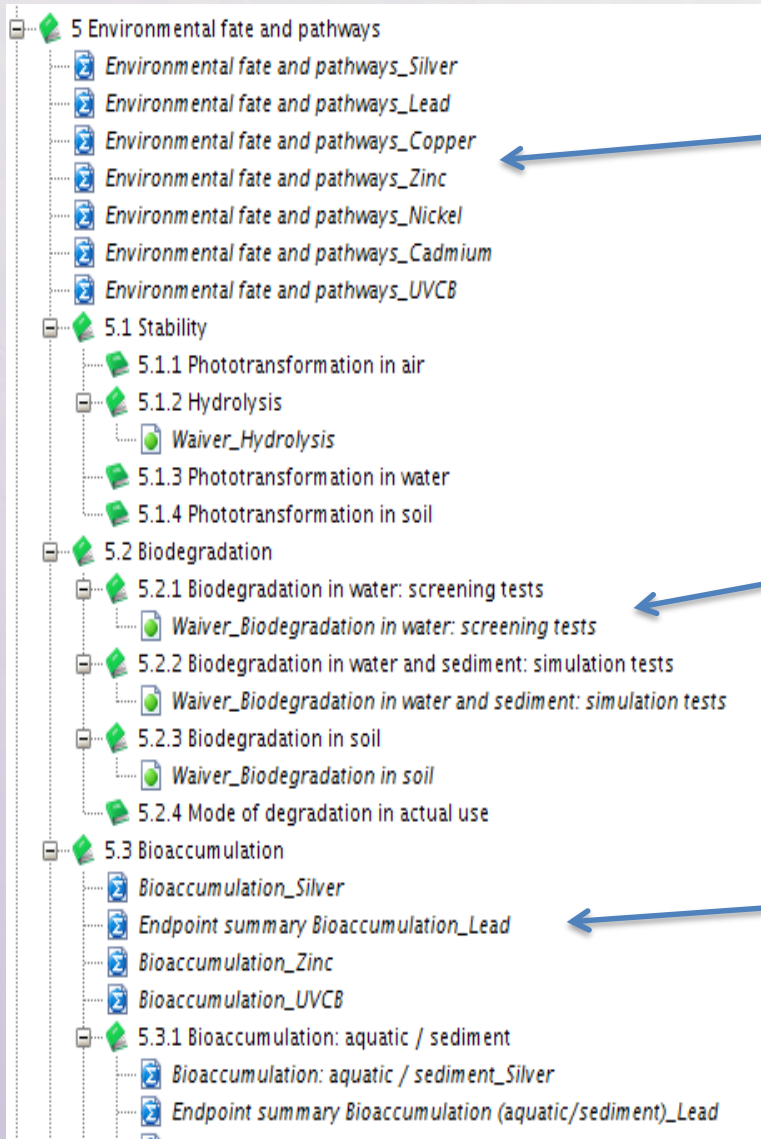 5 Environmental fate and pathways
Environmental fate and pathways_Silver
Environmental fate and pathways_Lead
Environmental fate and pathways_Copper
Environmental fate and pathways_Zinc
Environmental fate and pathways_Nickel
Environmental fate and pathways_Cadmium
Environmental fate and pathways_UVCB
5.1 Stability
5.1.1 Phototransformation in air
5.1.2 Hydrolysis
Waiver_Hydrolysis
5.1.3 Phototransformation in water
5.1.4 Phototransformation in soil
5.2 Biodegradation
5.2.1 Biodegradation in water: screening tests
Waiver_Biodegradation in water: screening tests
5.2.2 Biodegradation in water and sediment: simulation tests
Waiver_Biodegradation in water and sediment: simulation tests
5.2.3 Biodegradation in soil
Waiver_Biodegradation in soil
5.2.4 Mode of degradation in actual use
5.3 Bioaccumulation
Bioaccumulation_Silver
Endpoint summary Bioaccumulation_Lead
Bioaccumulation_Zinc
Bioaccumulation_UVCB
5.3.1 Bioaccumulation: aquatic / sediment
Bioaccumulation: aquatic / sediment_Silver
Endpoint summary Bioaccumulation (aquatic/sediment)_Lead